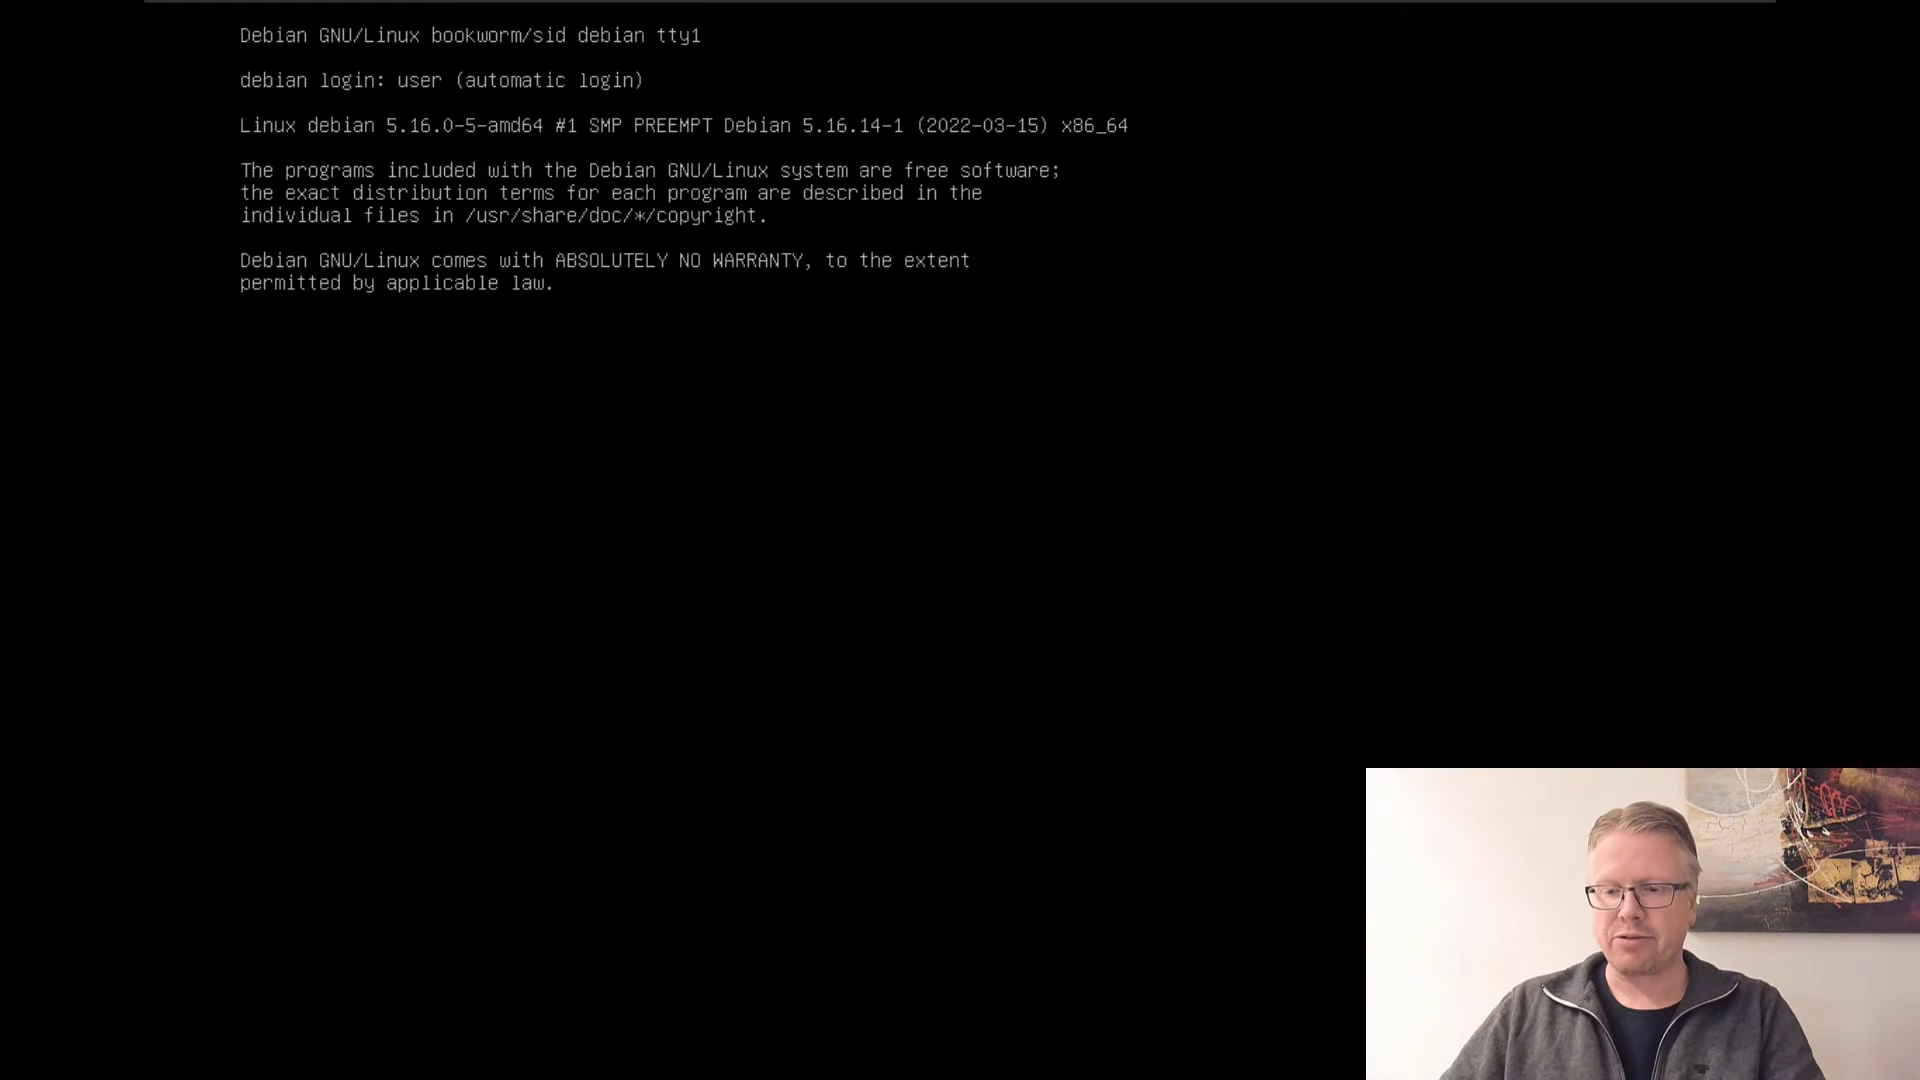 Debian GNU/Linux bookworm/sid debian tty1
debian login: user (automatic login)
Linux debian 5.16.0-5-amd64 #1 SMP PREEMPT Debian 5.16.14-1 (2022-03-15) x86_64
The programs included with the Debian GNU/Linux system are free software;
the exact distribution terms for each program are described in the
individual files in /usr/share/doc/*/copyright.
Debian GNU/Linux comes with ABSOLUTELY NO WARRANTY, to the extent
permitted by applicable law.